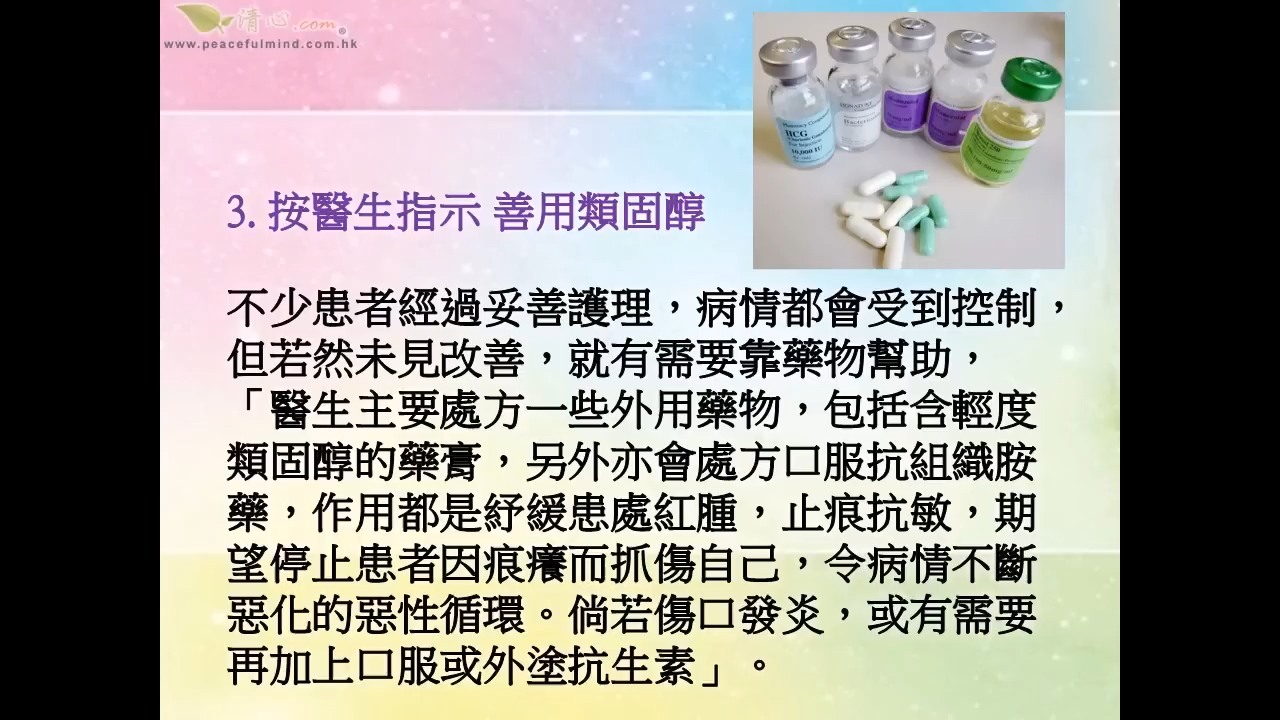 清心.com®
www.peacefulmind.com.hk
HCG
10,000 IU
3. 按醫生指示 善用類固醇
不少患者經過妥善護理，病情都會受到控制，
但若然未見改善，就有需要靠藥物幫助，
「醫生主要處方一些外用藥物，包括含輕度
類固醇的藥膏，另外亦會處方口服抗組織胺
藥，作用都是紓緩患處紅腫，止痕抗敏，期
望停止患者因痕癢而抓傷自己，令病情不斷
惡化的惡性循環。倘若傷口發炎，或有需要
再加上口服或外塗抗生素」。